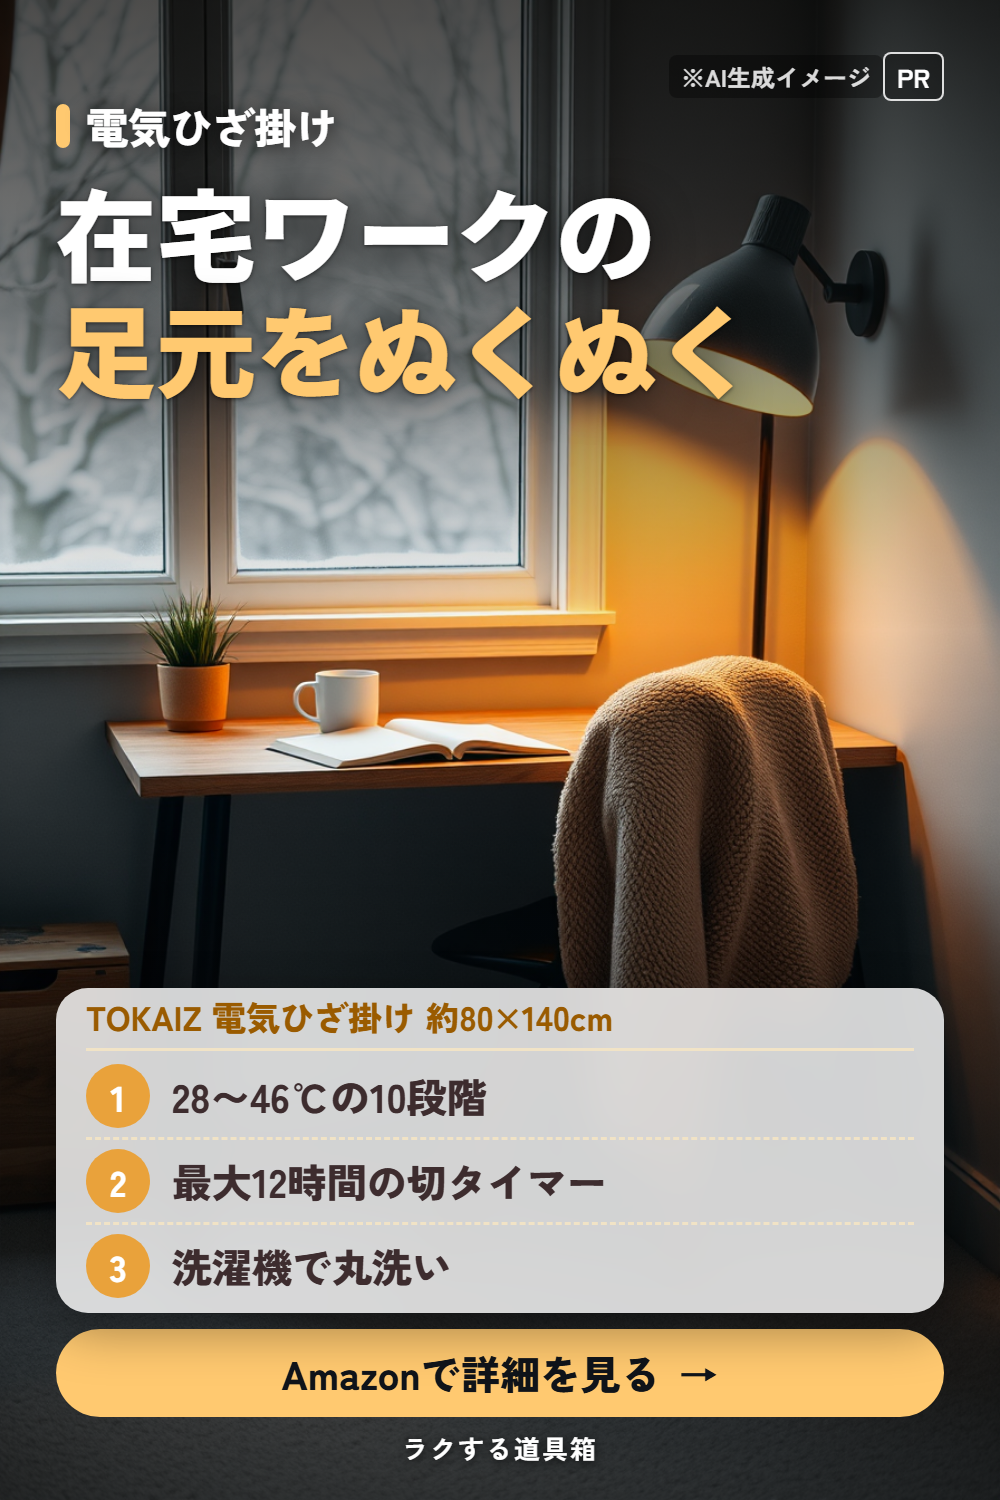 ※AI生成イメージ PR
電気ひざ掛け
在宅ワークの
足元をぬくぬく
TOKAIZ 電気ひざ掛け 約80×140cm
1 28〜46℃の10段階
2 最大12時間の切タイマー
3 洗濯機で丸洗い
Amazonで詳細を見る →
ラクする道具箱